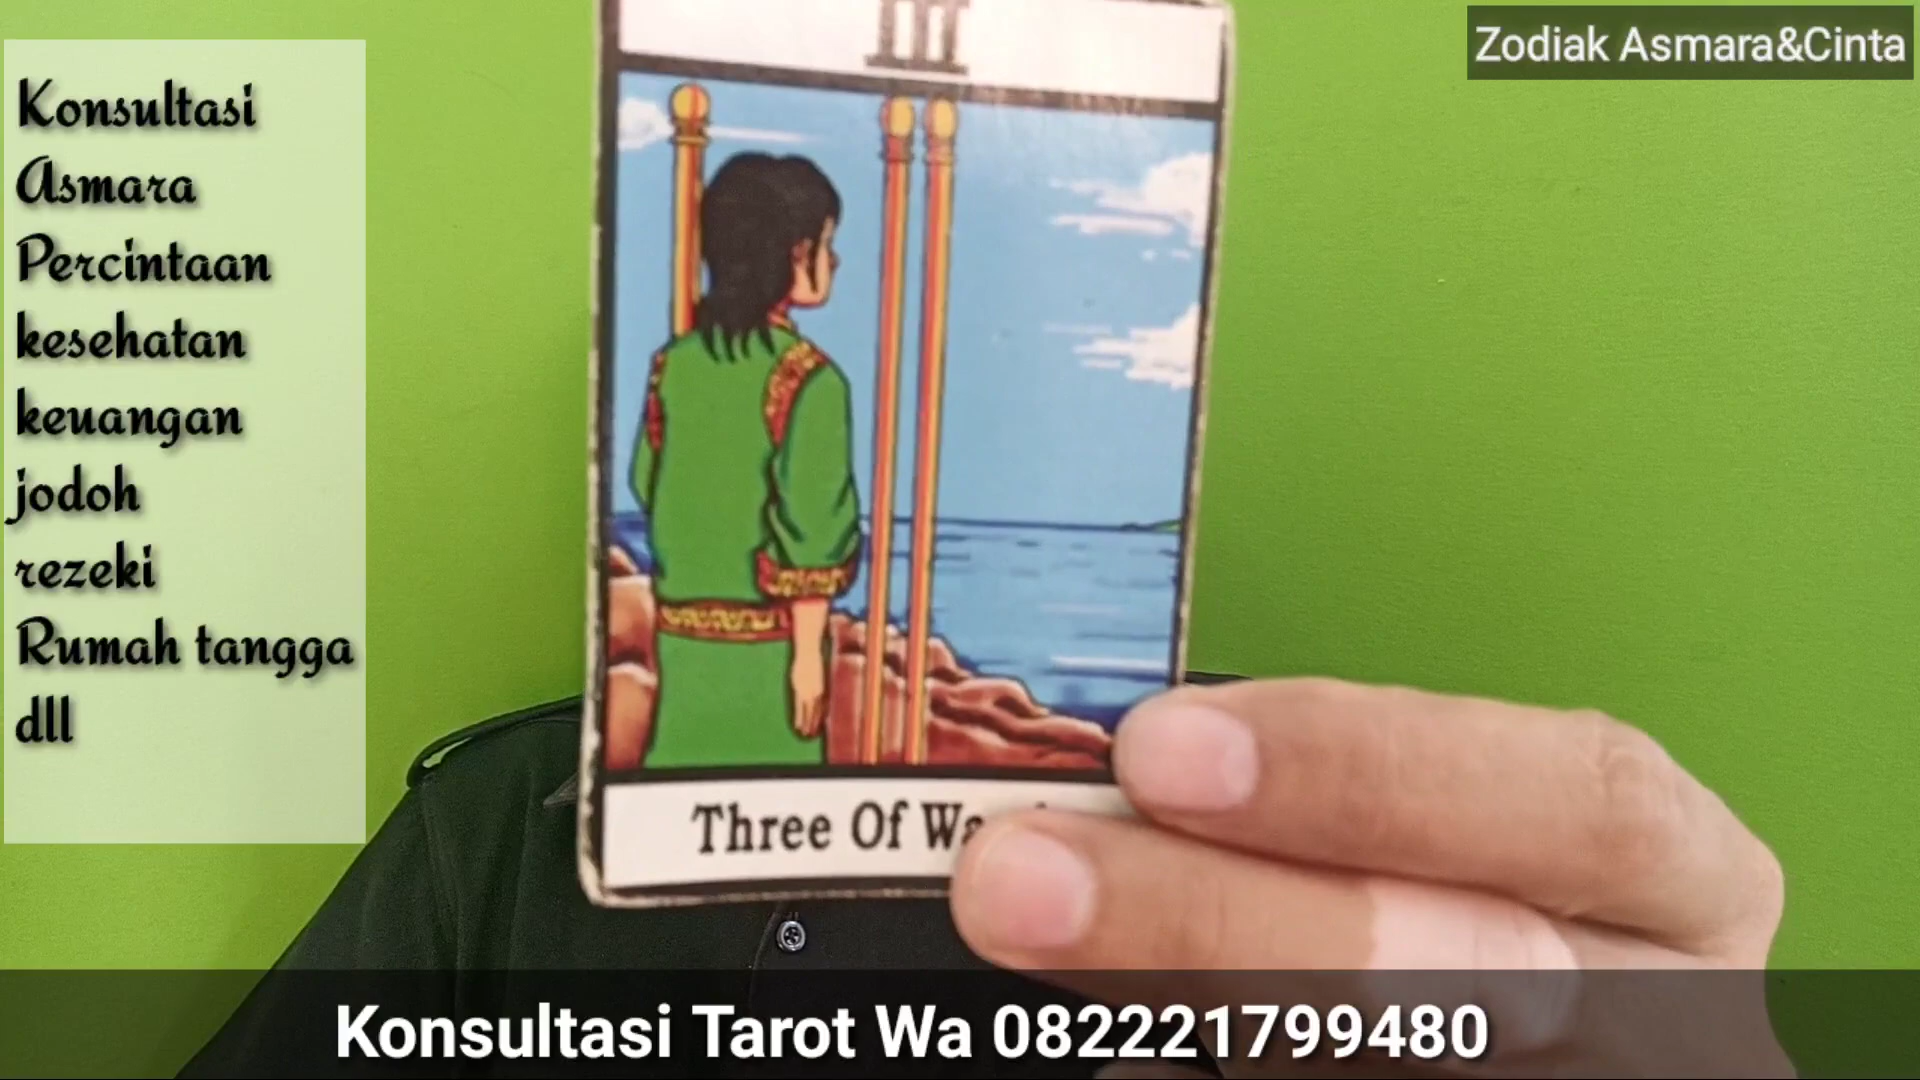 Zodiak Asmara&Cinta
Konsultasi
Asmara
Percintaan
kesehatan
keuangan
jodoh
rezeki
Rumah tangga
dll
III
Three Of
Konsultasi Tarot Wa 082221799480